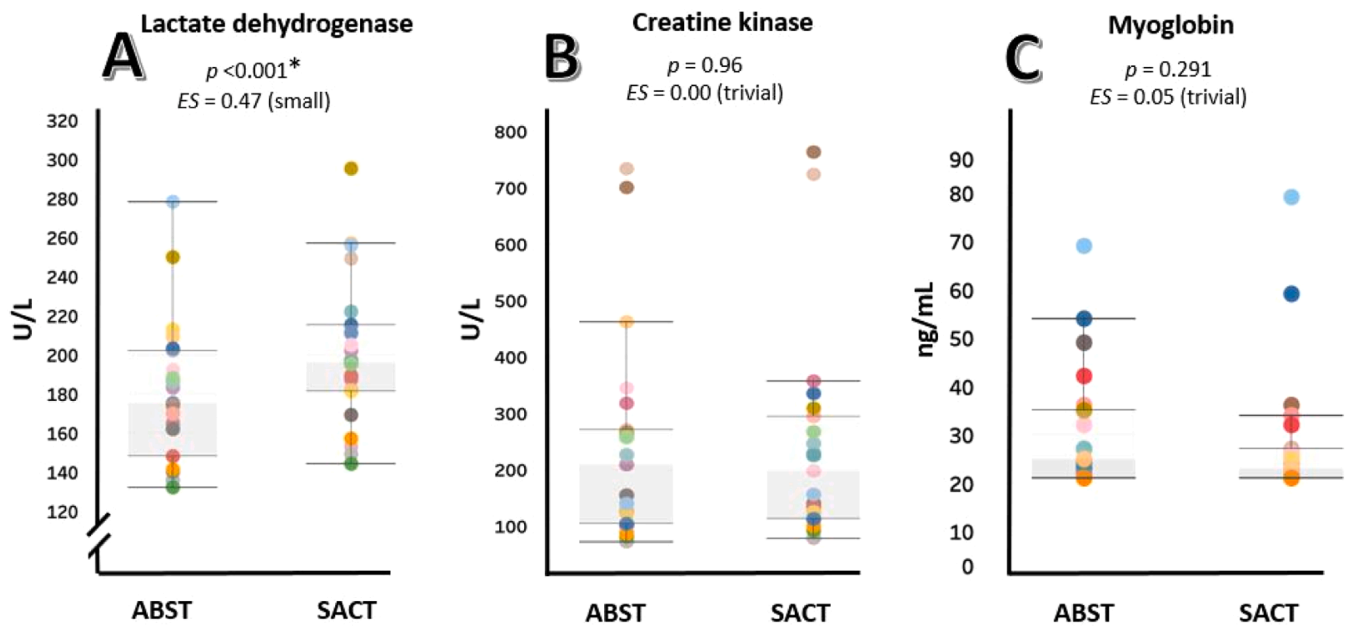 A
Lactate dehydrogenase
p <0.001*
ES = 0.47 (small)
U/L
320
300
280
260
240
220
200
180
160
140
120
ABST
SACT
B
Creatine kinase
p = 0.96
ES = 0.00 (trivial)
U/L
800
700
600
500
400
300
200
100
ABST
SACT
C
Myoglobin
p = 0.291
ES = 0.05 (trivial)
ng/mL
90
80
70
60
50
40
30
20
10
0
ABST
SACT